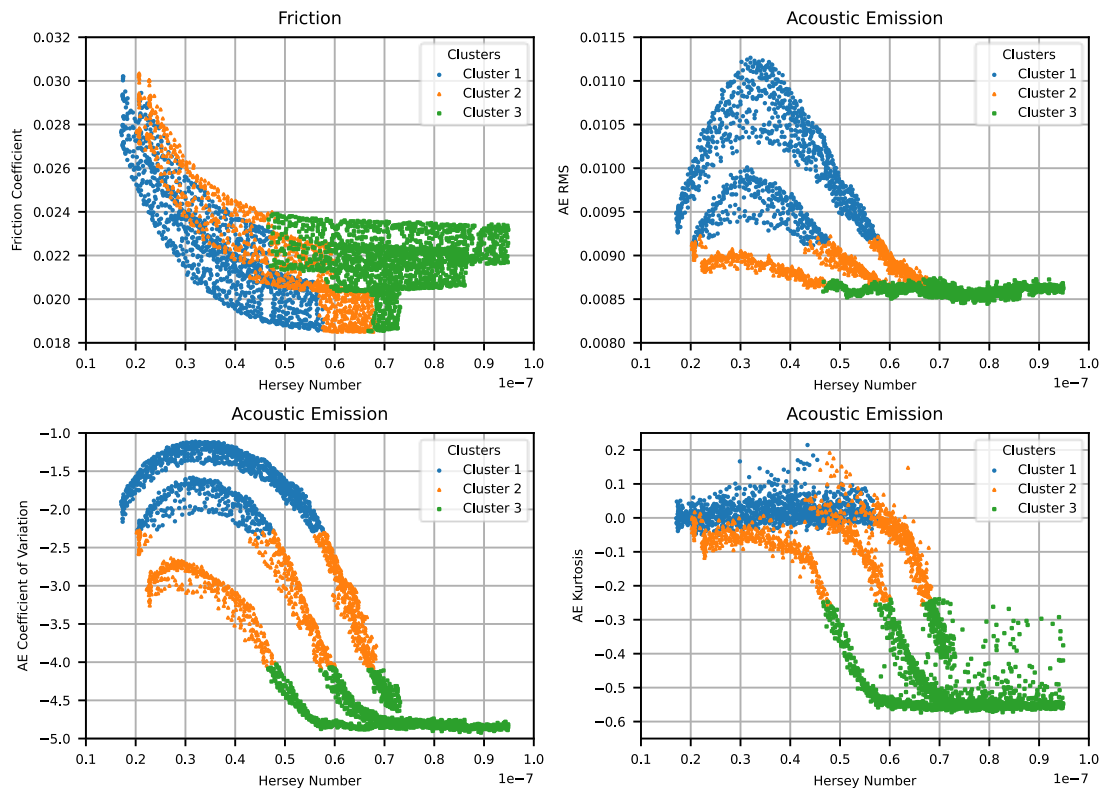 Friction
0.032
0.030
0.028
0.026
0.024
0.022
0.020
0.018
Friction Coefficient
Clusters
Cluster 1
Cluster 2
Cluster 3
0.1 0.2 0.3 0.4 0.5 0.6 0.7 0.8 0.9 1.0
Hersey Number
1e−7
Acoustic Emission
0.0115
0.0110
0.0105
0.0100
0.0095
0.0090
0.0085
0.0080
AE RMS
Clusters
Cluster 1
Cluster 2
Cluster 3
0.1 0.2 0.3 0.4 0.5 0.6 0.7 0.8 0.9 1.0
Hersey Number
1e−7
Acoustic Emission
−1.0
−1.5
−2.0
−2.5
−3.0
−3.5
−4.0
−4.5
−5.0
AE Coefficient of Variation
Clusters
Cluster 1
Cluster 2
Cluster 3
0.1 0.2 0.3 0.4 0.5 0.6 0.7 0.8 0.9 1.0
Hersey Number
1e−7
Acoustic Emission
0.2
0.1
0.0
−0.1
−0.2
−0.3
−0.4
−0.5
−0.6
AE Kurtosis
Clusters
Cluster 1
Cluster 2
Cluster 3
0.1 0.2 0.3 0.4 0.5 0.6 0.7 0.8 0.9 1.0
Hersey Number
1e−7